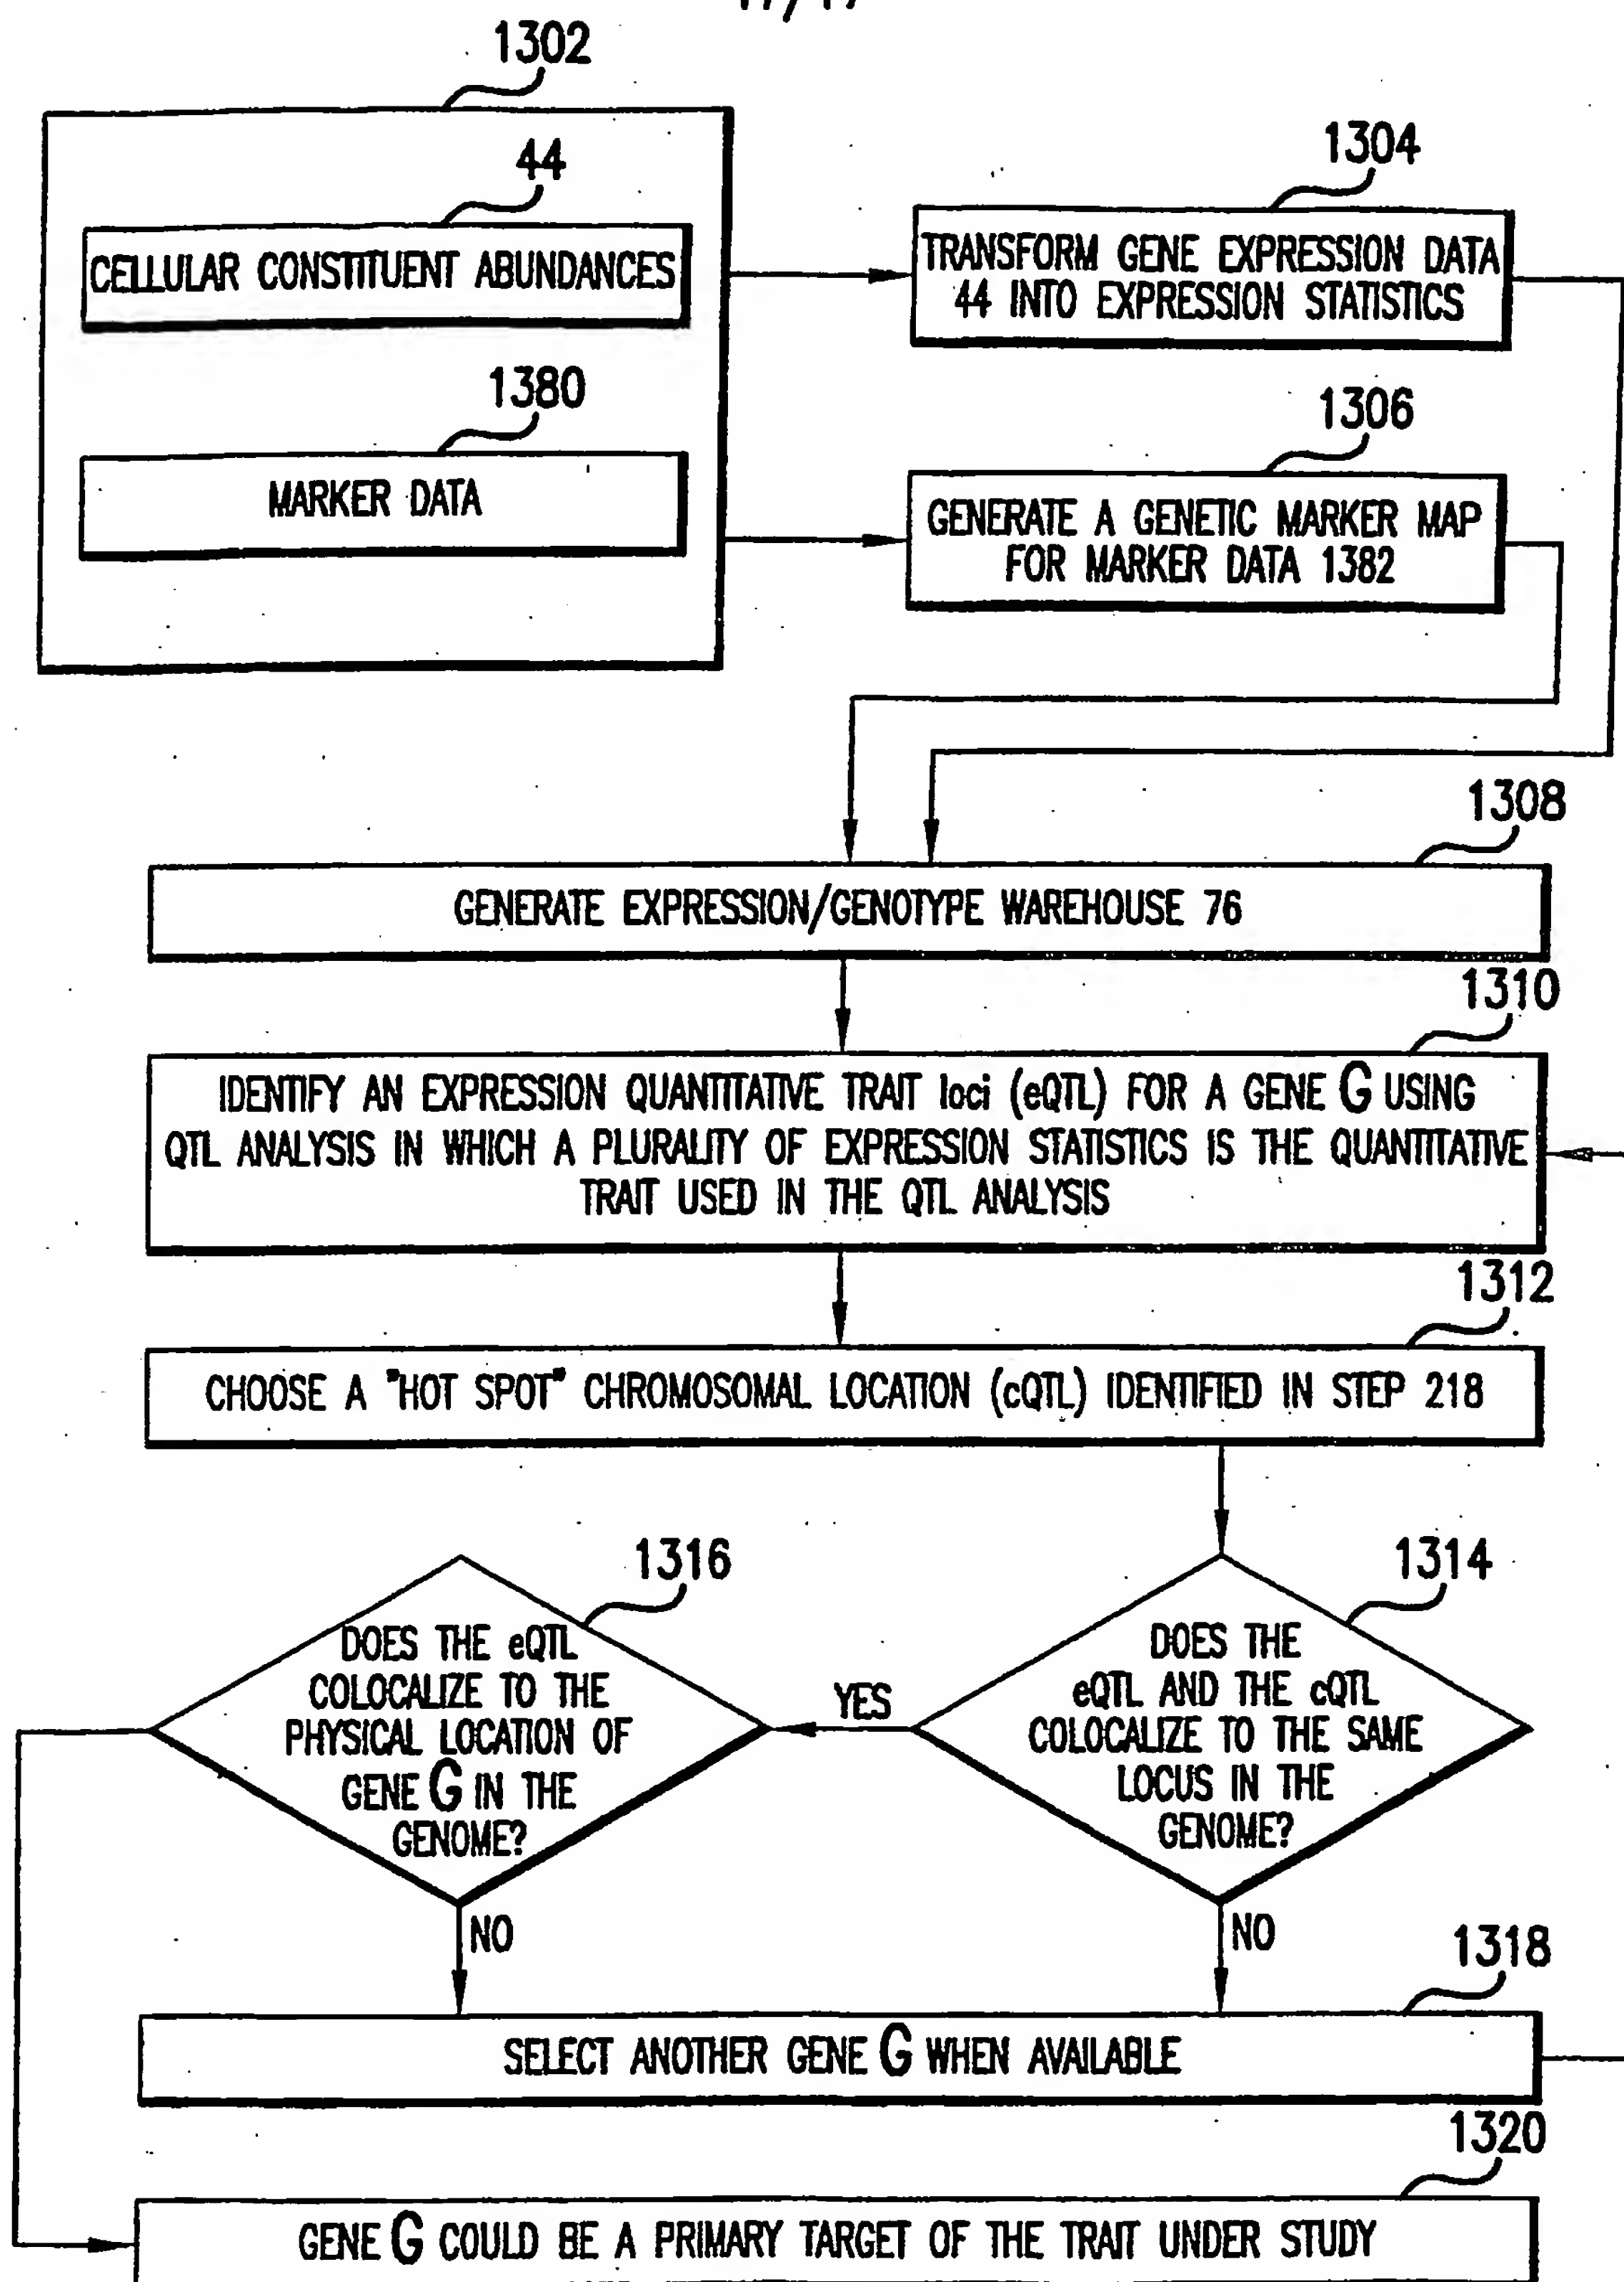 1302
44
CELLULAR CONSTITUENT ABUNDANCES
1380
MARKER DATA
1304
TRANSFORM GENE EXPRESSION DATA
44 INTO EXPRESSION STATISTICS
1306
GENERATE A GENETIC MARKER MAP
FOR MARKER DATA 1382
1308
GENERATE EXPRESSION/GENOTYPE WAREHOUSE 76
1310
IDENTIFY AN EXPRESSION QUANTITATIVE TRAIT loci (eQTL) FOR A GENE G USING
QTL ANALYSIS IN WHICH A PLURALITY OF EXPRESSION STATISTICS IS THE QUANTITATIVE
TRAIT USED IN THE QTL ANALYSIS
1312
CHOOSE A "HOT SPOT" CHROMOSOMAL LOCATION (cQTL) IDENTIFIED IN STEP 218
1314
DOES THE
eQTL AND THE cQTL
COLOCALIZE TO THE SAME
LOCUS IN THE
GENOME?
YES
NO
1316
DOES THE eQTL
COLOCALIZE TO THE
PHYSICAL LOCATION OF
GENE G IN THE
GENOME?
NO
1318
SELECT ANOTHER GENE G WHEN AVAILABLE
1320
GENE G COULD BE A PRIMARY TARGET OF THE TRAIT UNDER STUDY